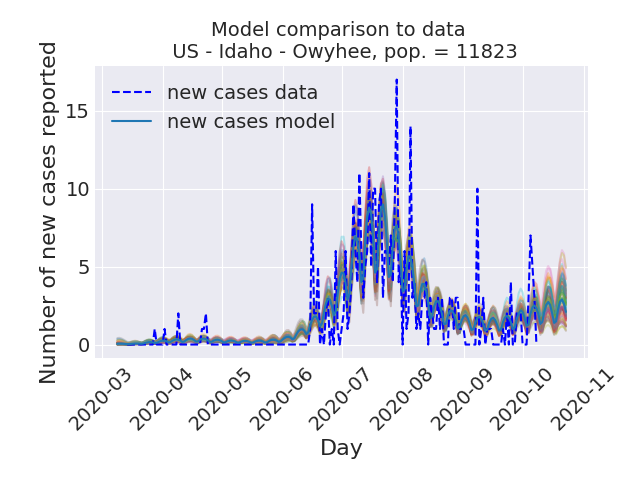 Model comparison to data
US - Idaho - Owyhee, pop. = 11823
new cases data
new cases model
Number of new cases reported
15
10
5
0
2020-03
2020-04
2020-05
2020-06
2020-07
2020-08
2020-09
2020-10
2020-11
Day